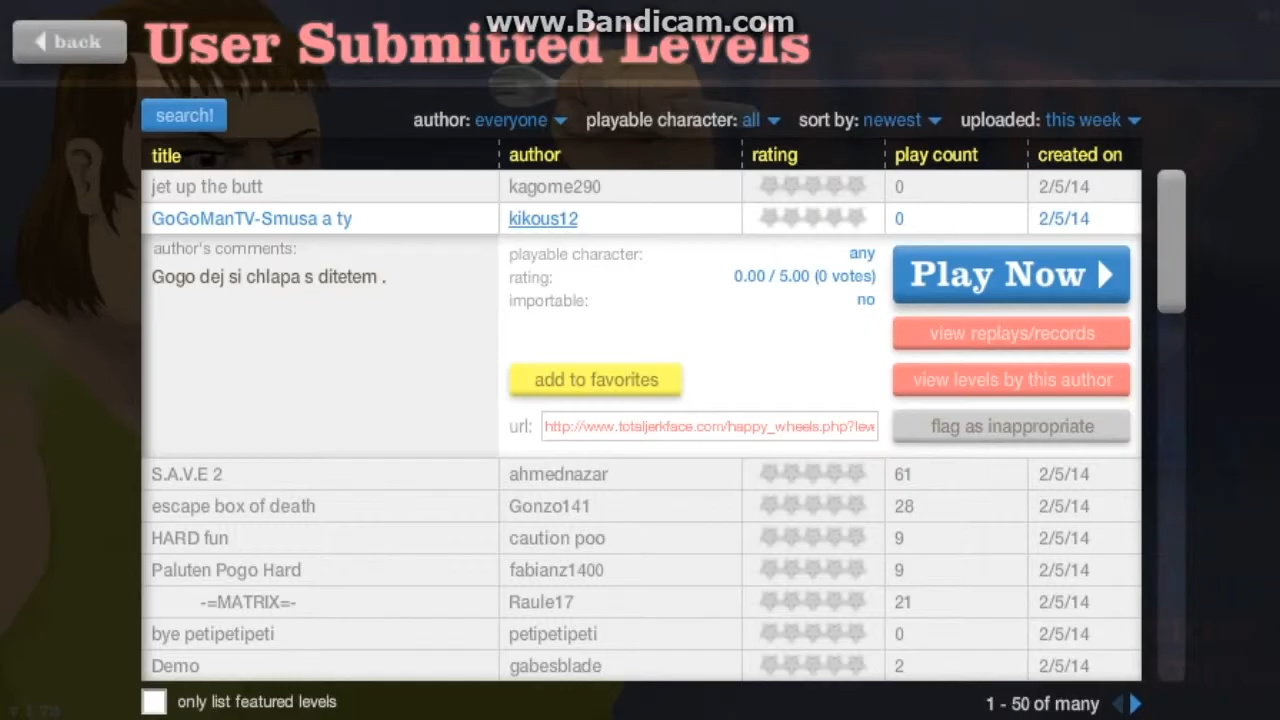 www.Bandicam.com
back
User Submitted Levels
search!
author: everyone playable character: all sort by: newest uploaded: this week
title author rating play count created on
jet up the butt kagome290 0 2/5/14
GoGoManTV-Smusa a ty kikous12 0 2/5/14
author's comments:
Gogo dej si chlapa s ditetem .
playable character: any
rating: 0.00 / 5.00 (0 votes)
importable: no
Play Now
view replays/records
add to favorites
view levels by this author
url: http://www.totaljerkface.com/happy_wheels.php?lev
flag as inappropriate
S.A.V.E 2 ahmednazar 61 2/5/14
escape box of death Gonzo141 28 2/5/14
HARD fun caution poo 9 2/5/14
Paluten Pogo Hard fabianz1400 9 2/5/14
-=MATRIX=- Raule17 21 2/5/14
bye petipetipeti petipetipeti 0 2/5/14
Demo gabesblade 2 2/5/14
only list featured levels
1 - 50 of many